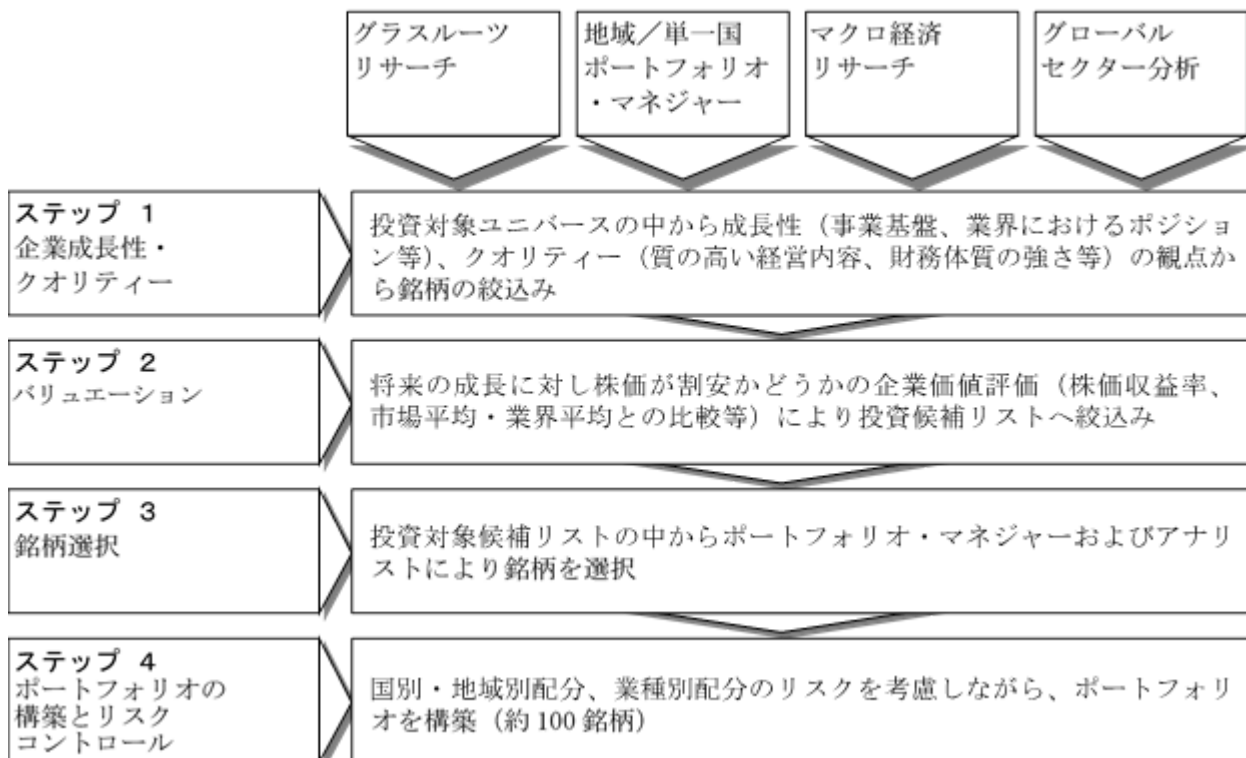 グラスルーツ
リサーチ
地域／単一国
ポートフォリオ
・マネジャー
マクロ経済
リサーチ
グローバル
セクター分析
ステップ 1
企業成長性・
クオリティー
投資対象ユニバースの中から成長性（事業基盤、業界におけるポジショ
ン等）、クオリティー（質の高い経営内容、財務体質の強さ等）の観点か
ら銘柄の絞込み
ステップ 2
バリュエーション
将来の成長に対し株価が割安かどうかの企業価値評価（株価収益率、
市場平均・業界平均との比較等）により投資候補リストへ絞込み
ステップ 3
銘柄選択
投資対象候補リストの中からポートフォリオ・マネジャーおよびアナリ
ストにより銘柄を選択
ステップ 4
ポートフォリオの
構築とリスク
コントロール
国別・地域別配分、業種別配分のリスクを考慮しながら、ポートフォリ
オを構築（約 100 銘柄）